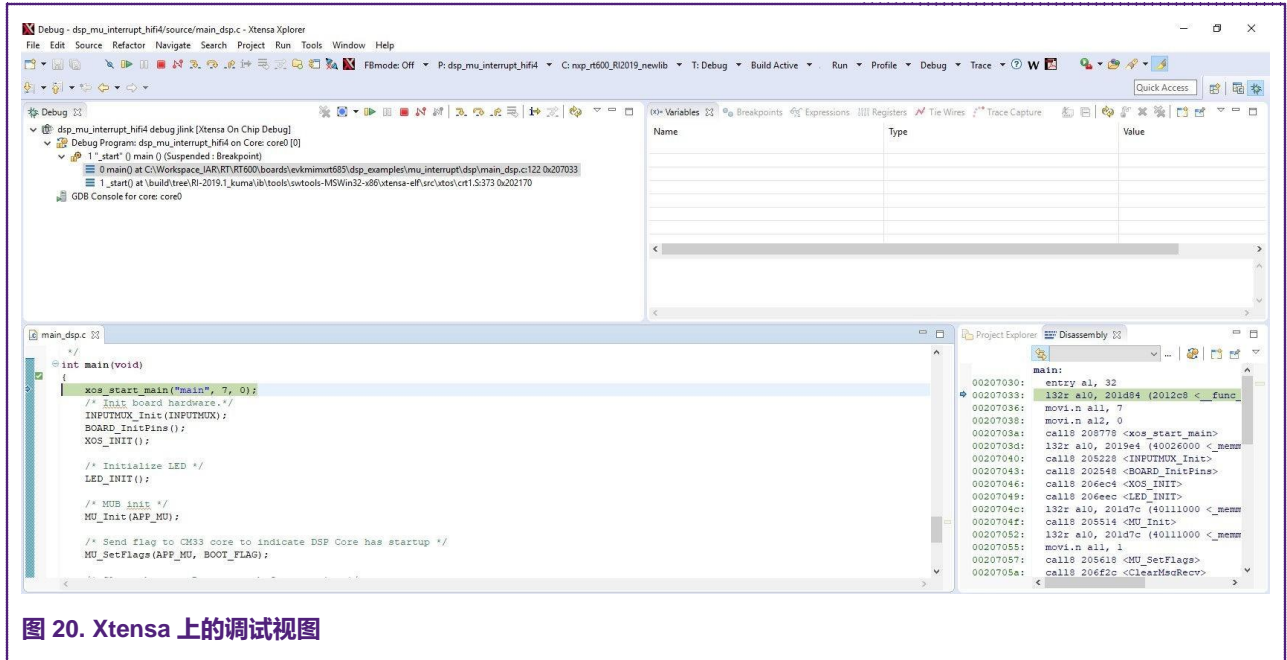 Debug - dsp_mu_interrupt_hifi4/source/main_dsp.c - Xtensa Xplorer
File Edit Source Refactor Navigate Search Project Run Tools Window Help
FBmode: Off P: dsp_mu_interrupt_hifi4 C: nxp_rt600_RI2019_newlib T: Debug Build Active Run Profile Debug Trace
Quick Access
Debug
(x)= Variables Breakpoints Expressions Registers Tie Wires Trace Capture
dsp_mu_interrupt_hifi4 debug jlink [Xtensa On Chip Debug]
Debug Program: dsp_mu_interrupt_hifi4 on Core: core0 [0]
1 "_start" () main () (Suspended : Breakpoint)
0 main() at C:\Workspace_IAR\RT\RT600\boards\evkmimxrt685\dsp_examples\mu_interrupt\dsp\main_dsp.c:122 0x207033
1 _start() at \build\tree\RI-2019.1_kuma\ib\tools\swtools-MSWin32-x86\xtensa-elf\src\xtos\crt1.S:373 0x202170
GDB Console for core: core0
Name Type Value
main_dsp.c
*/
int main(void)
{
xos_start_main("main", 7, 0);
/* Init board hardware.*/
INPUTMUX_Init(INPUTMUX);
BOARD_InitPins();
XOS_INIT();
/* Initialize LED */
LED_INIT();
/* MUB init */
MU_Init(APP_MU);
/* Send flag to CM33 core to indicate DSP Core has startup */
MU_SetFlags(APP_MU, BOOT_FLAG);
Project Explorer Disassembly
main:
00207030: entry a1, 32
00207033: l32r a10, 201d84 (2012c8 <__func_
00207036: movi.n a11, 7
00207038: movi.n a12, 0
0020703a: call8 208778 <xos_start_main>
0020703d: l32r a10, 2019e4 (40026000 <_memm
00207040: call8 205228 <INPUTMUX_Init>
00207043: call8 202548 <BOARD_InitPins>
00207046: call8 206ec4 <XOS_INIT>
00207049: call8 206eec <LED_INIT>
0020704c: l32r a10, 201d7c (40111000 <_memm
0020704f: call8 205514 <MU_Init>
00207052: l32r a10, 201d7c (40111000 <_memm
00207055: movi.n a11, 1
00207057: call8 205618 <MU_SetFlags>
0020705a: call8 206f2c <ClearMsgRecv>
图 20. Xtensa 上的调试视图